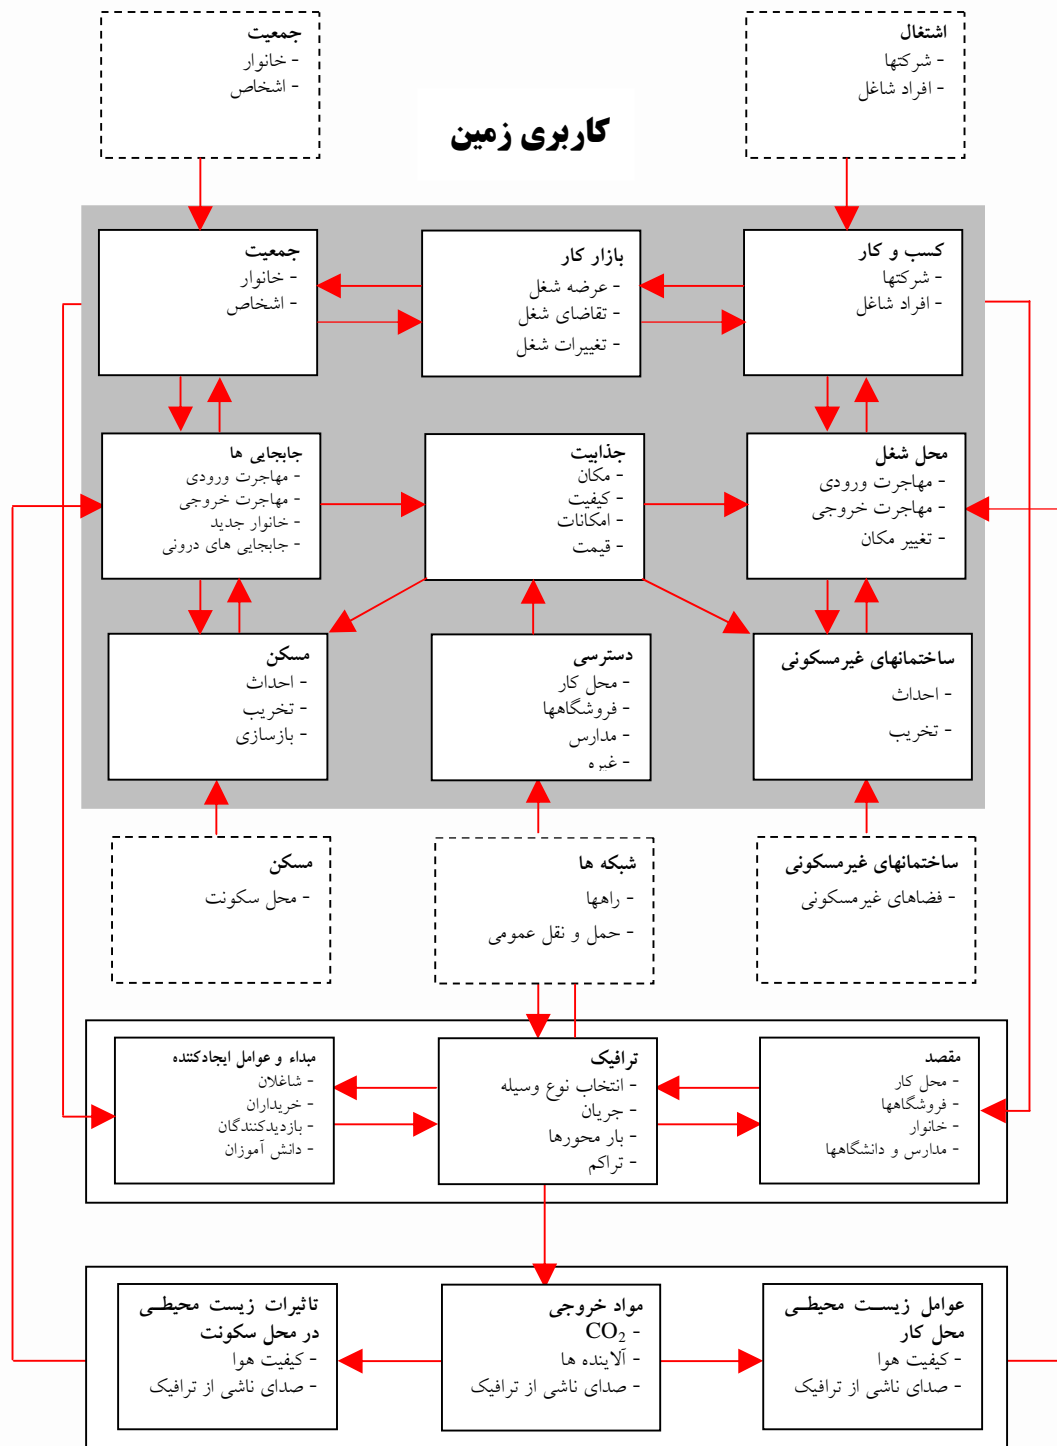 جمعیت
- خانوار
- اشخاص
اشتغال
- شرکتها
- افراد شاغل
کاربری زمین
جمعیت
- خانوار
- اشخاص
بازار کار
- عرضه شغل
- تقاضای شغل
- تغییرات شغل
کسب و کار
- شرکتها
- افراد شاغل
جابجایی ها
- مهاجرت ورودی
- مهاجرت خروجی
- خانوار جدید
- جابجایی های درونی
جذابیت
- مکان
- کیفیت
- امکانات
- قیمت
محل شغل
- مهاجرت ورودی
- مهاجرت خروجی
- تغییر مکان
مسکن
- احداث
- تخریب
- بازسازی
دسترسی
- محل کار
- فروشگاهها
- مدارس
- غیره
ساختمانهای غیرمسکونی
- احداث
- تخریب
مسکن
- محل سکونت
شبکه ها
- راهها
- حمل و نقل عمومی
ساختمانهای غیرمسکونی
- فضاهای غیرمسکونی
مبداء و عوامل ایجادکننده
- شاغلان
- خریداران
- بازدیدکنندگان
- دانش آموزان
ترافیک
- انتخاب نوع وسیله
- جریان
- بار محورها
- تراکم
مقصد
- محل کار
- فروشگاهها
- خانوار
- مدارس و دانشگاهها
تاثیرات زیست محیطی
در محل سکونت
- کیفیت هوا
- صدای ناشی از ترافیک
مواد خروجی
- CO₂
- آلاینده ها
- صدای ناشی از ترافیک
عوامل زیست محیطی
محل کار
- کیفیت هوا
- صدای ناشی از ترافیک